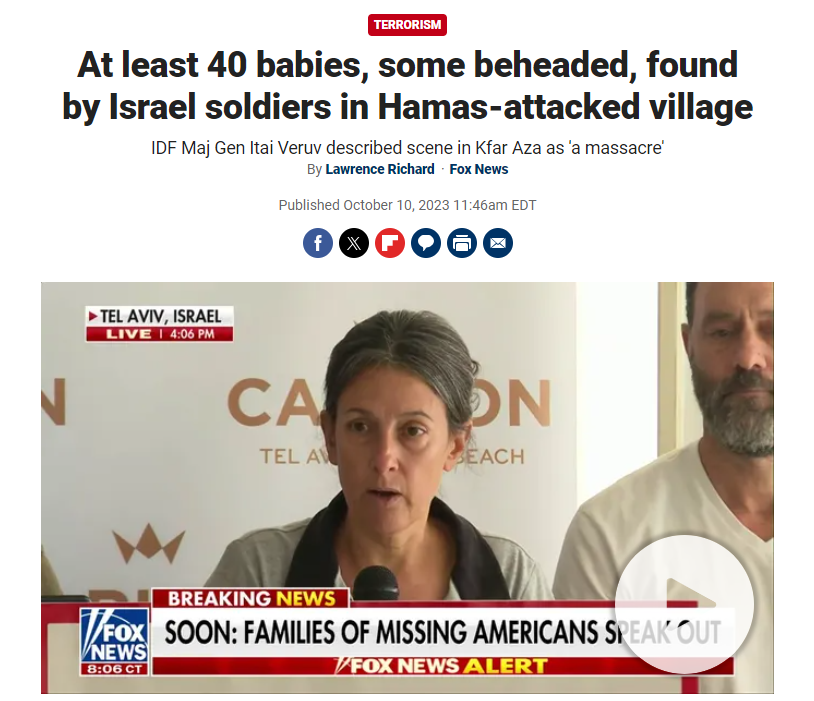 TERRORISM
At least 40 babies, some beheaded, found
by Israel soldiers in Hamas-attacked village
IDF Maj Gen Itai Veruv described scene in Kfar Aza as 'a massacre'
By Lawrence Richard · Fox News
Published October 10, 2023 11:46am EDT
TEL AVIV, ISRAEL
LIVE | 4:06 PM
N
CA
ON
TEL AV
BEACH
BREAKING NEWS
SOON: FAMILIES OF MISSING AMERICANS SPEAK OUT
FOX
NEWS
8:06 CT
FOX NEWS ALERT